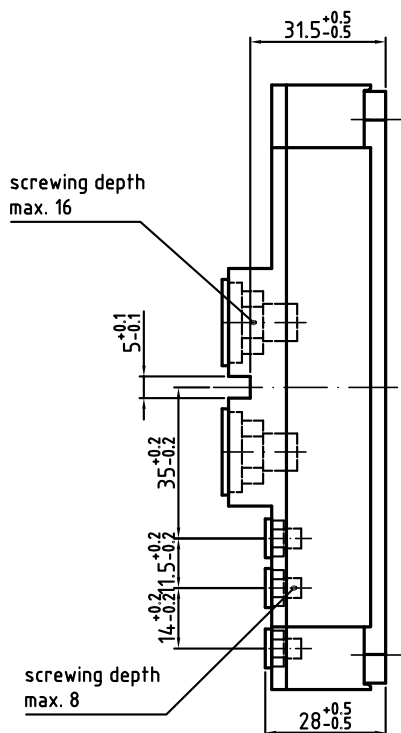 31.5 +0.5 -0.5
screwing depth
max. 16
5 +0.1 -0.1
35 +0.2 -0.2
11.5 +0.2 -0.2
14 +0.2 -0.2
screwing depth
max. 8
28 +0.5 -0.5